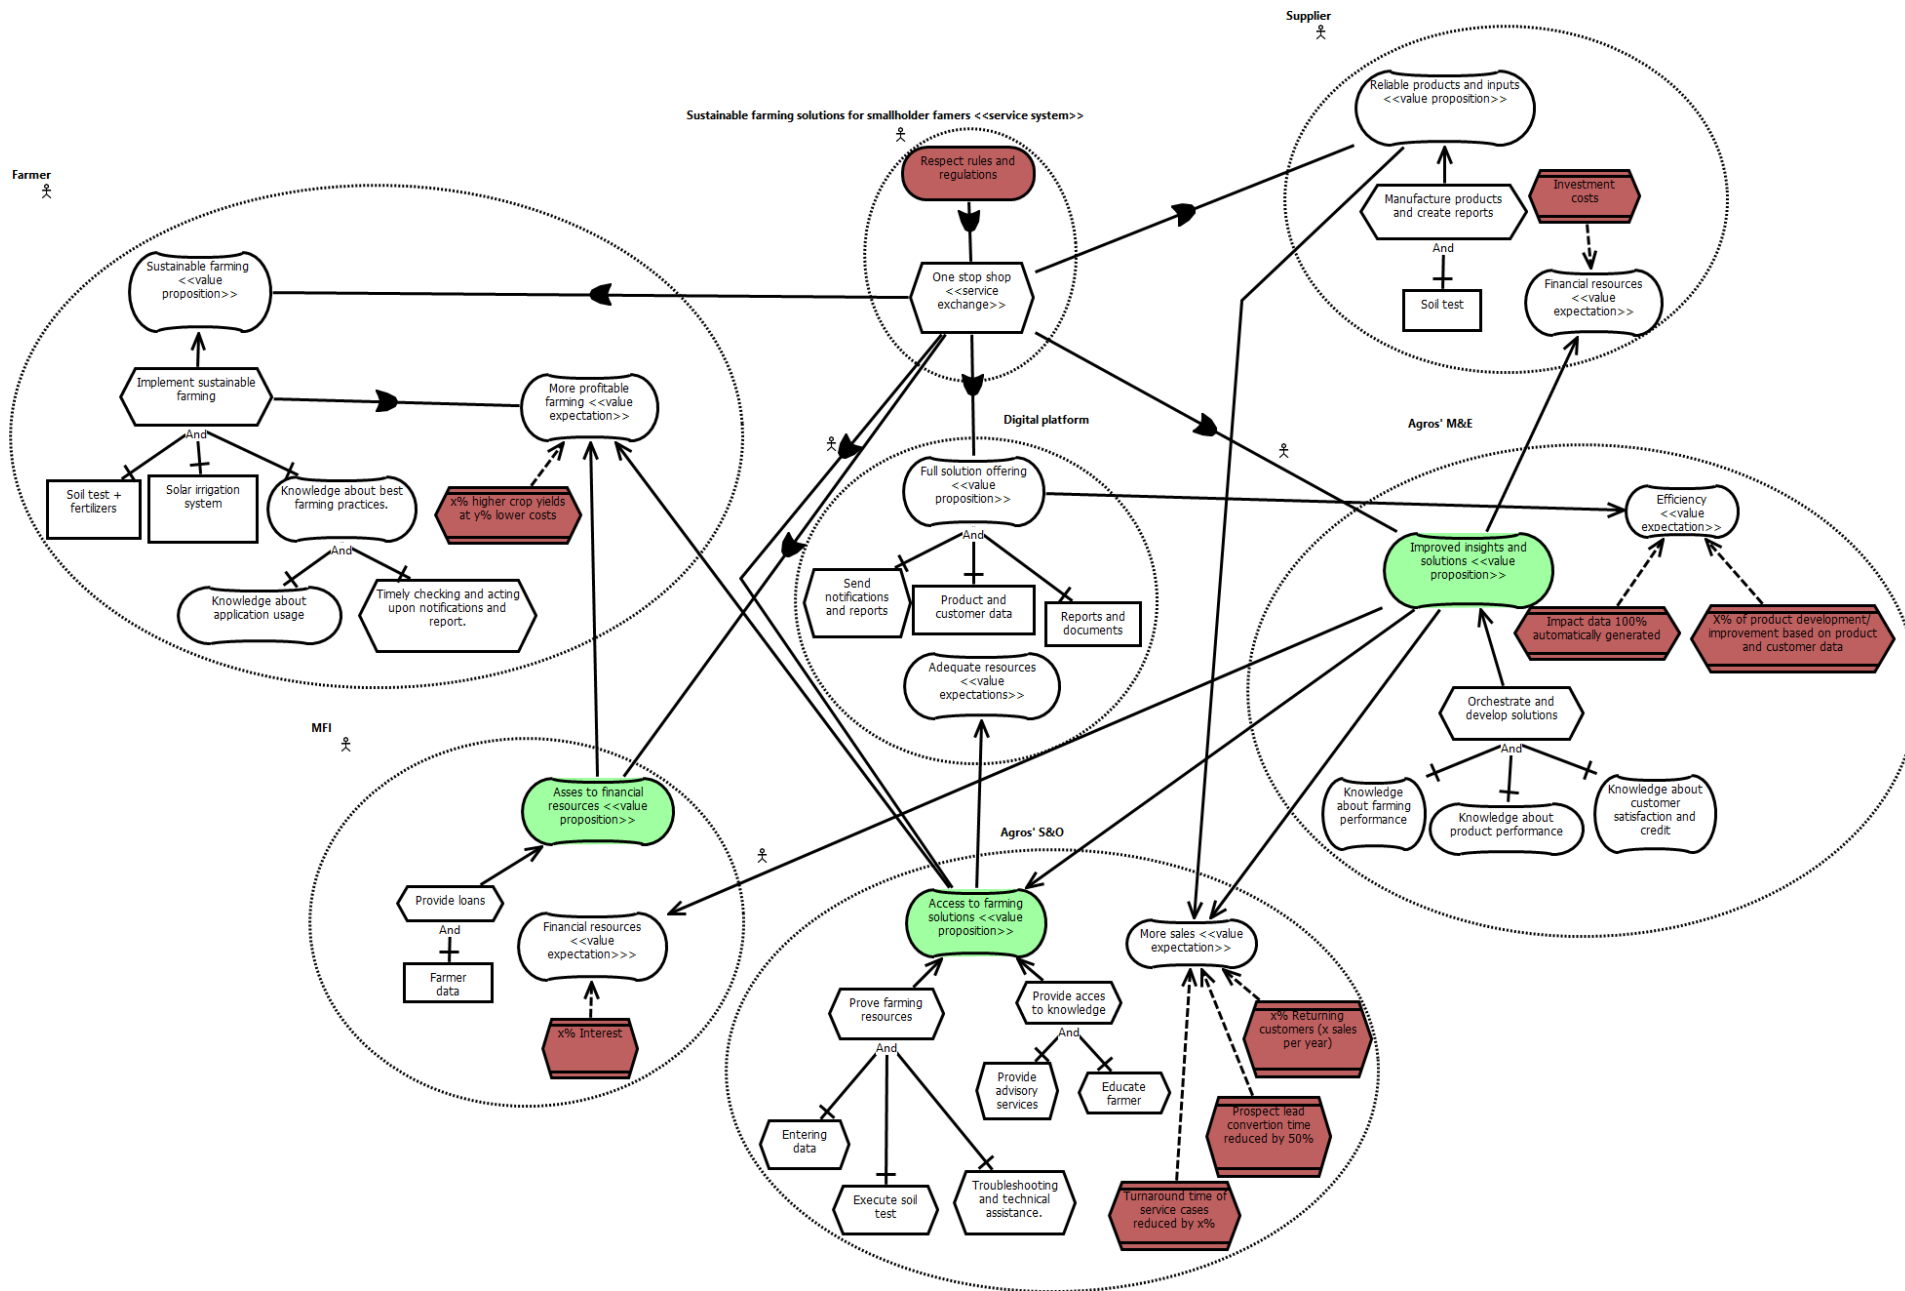 Supplier
Reliable products and inputs
<<value proposition>>
Manufacture products
and create reports
And
Soil test
Investment
costs
Financial resources
<<value
expectation>>
Sustainable farming solutions for smallholder famers <<service system>>
Respect rules and
regulations
One stop shop
<<service
exchange>>
Farmer
Sustainable farming
<<value
proposition>>
Implement sustainable
farming
And
Soil test +
fertilizers
Solar irrigation
system
Knowledge about best
farming practices.
And
Knowledge about
application usage
Timely checking and acting
upon notifications and
report.
More profitable
farming <<value
expectation>>
x% higher crop yields
at y% lower costs
Digital platform
Full solution offering
<<value
proposition>>
And
Send
notifications
and reports
Product and
customer data
Reports and
documents
Adequate resources
<<value
expectations>>
Agros' M&E
Efficiency
<<value
expectation>>
Improved insights and
solutions <<value
proposition>>
Impact data 100%
automatically generated
X% of product development/
improvement based on product
and customer data
Orchestrate and
develop solutions
And
Knowledge
about farming
performance
Knowledge about
product performance
Knowledge about
customer
satisfaction and
credit
MFI
Asses to financial
resources <<value
proposition>>
Provide loans
And
Farmer
data
Financial resources
<<value
expectation>>>
x% Interest
Agros' S&O
Access to farming
solutions <<value
proposition>>
More sales <<value
expectation>>
Prove farming
resources
And
Entering
data
Execute soil
test
Troubleshooting
and technical
assistance.
Provide acces
to knowledge
And
Provide
advisory
services
Educate
farmer
x% Returning
customers (x sales
per year)
Prospect lead
convertion time
reduced by 50%
Turnaround time of
service cases
reduced by x%